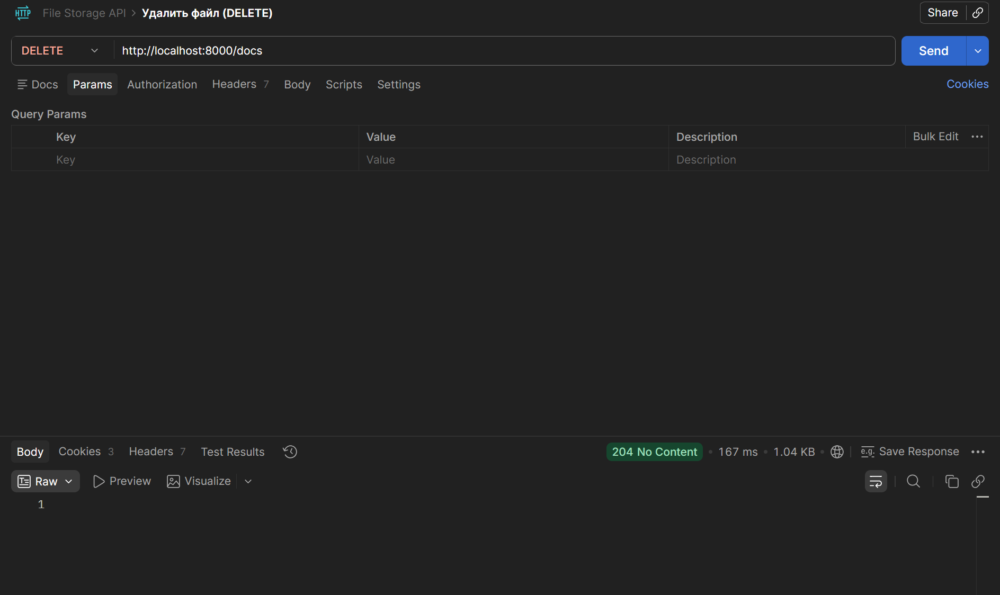 HTTP File Storage API > Удалить файл (DELETE) Share
DELETE http://localhost:8000/docs Send
Docs Params Authorization Headers 7 Body Scripts Settings Cookies
Query Params
Key Value Description Bulk Edit ···
Key Value Description
Body Cookies 3 Headers 7 Test Results 204 No Content • 167 ms • 1.04 KB • e.g. Save Response ···
Raw Preview Visualize
1